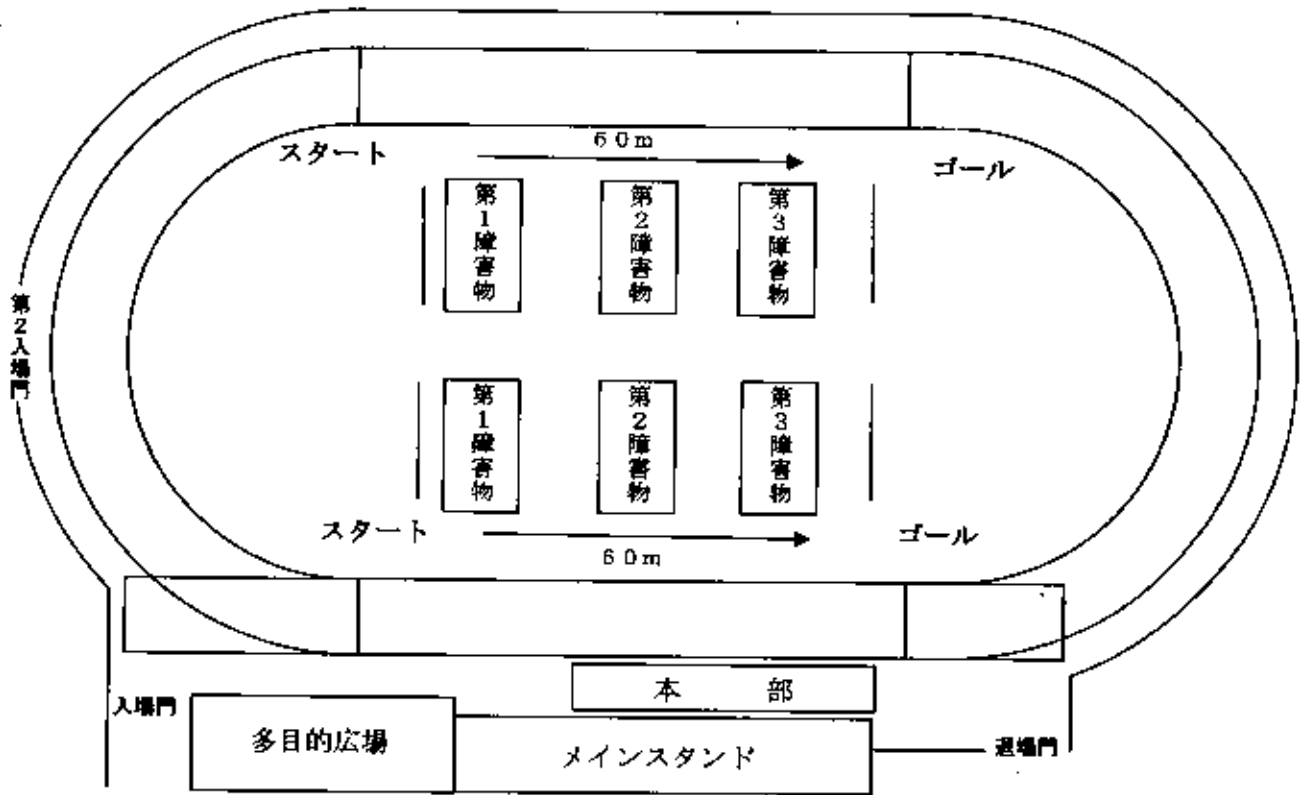 60m
スタート
ゴール
第1障害物
第2障害物
第3障害物
第2入場門
第1障害物
第2障害物
第3障害物
スタート
ゴール
60m
本 部
入場門
多目的広場
メインスタンド
退場門